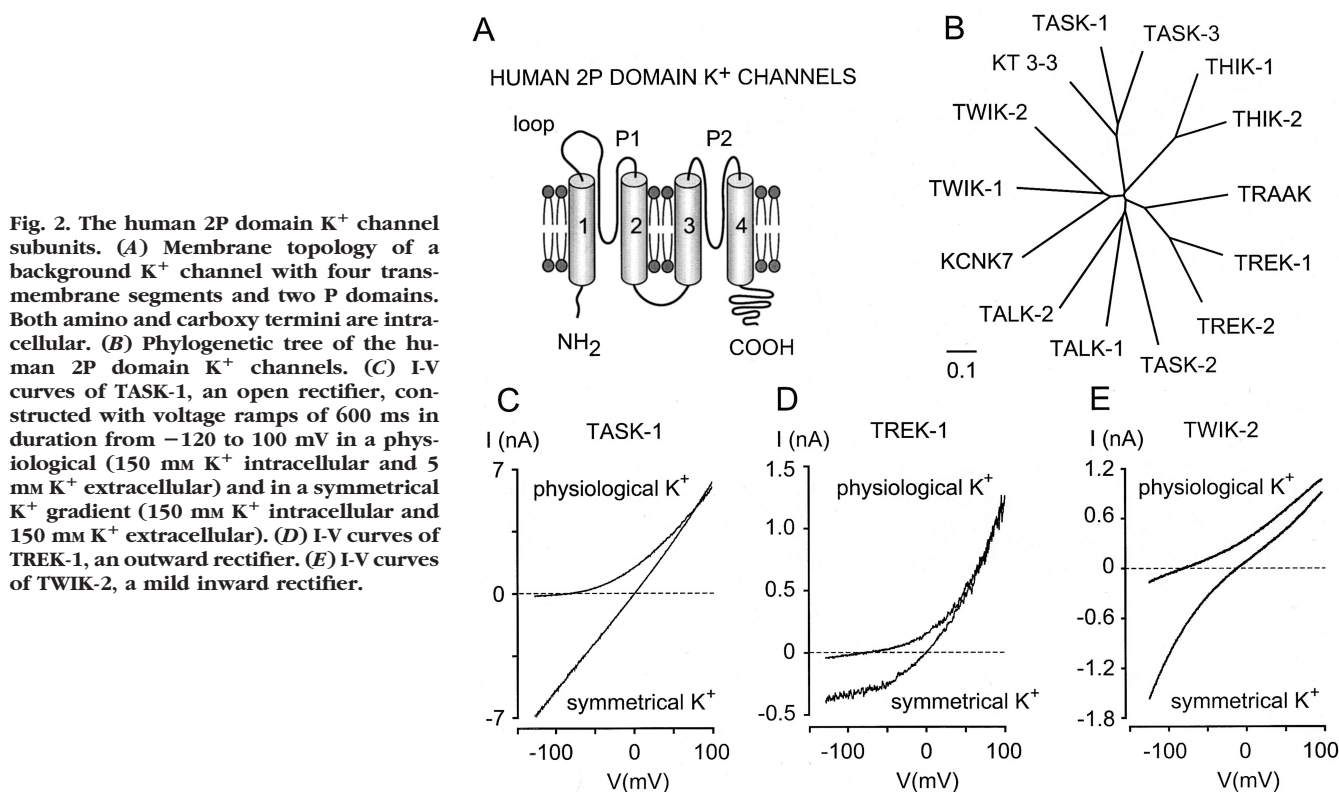 Fig. 2. The human 2P domain K+ channel
subunits. (A) Membrane topology of a
background K+ channel with four trans-
membrane segments and two P domains.
Both amino and carboxy termini are intra-
cellular. (B) Phylogenetic tree of the hu-
man 2P domain K+ channels. (C) I-V
curves of TASK-1, an open rectifier, con-
structed with voltage ramps of 600 ms in
duration from −120 to 100 mV in a phys-
iological (150 mM K+ intracellular and 5
mM K+ extracellular) and in a symmetrical
K+ gradient (150 mM K+ intracellular and
150 mM K+ extracellular). (D) I-V curves of
TREK-1, an outward rectifier. (E) I-V curves
of TWIK-2, a mild inward rectifier.
A
HUMAN 2P DOMAIN K+ CHANNELS
loop
P1
P2
1
2
3
4
NH2
COOH
B
TASK-1
TASK-3
KT 3-3
THIK-1
TWIK-2
THIK-2
TWIK-1
TRAAK
KCNK7
TREK-1
TALK-2
TREK-2
TALK-1
TASK-2
0.1
C
I (nA)
TASK-1
7
physiological K+
0
symmetrical K+
-7
-100
0
100
V(mV)
D
I (nA)
TREK-1
1.5
physiological K+
1.0
0.5
0
symmetrical K+
-0.5
-100
0
100
V(mV)
E
I (nA)
TWIK-2
1.2
physiological K+
0.6
0
-0.6
-1.2
symmetrical K+
-1.8
-100
0
100
V(mV)